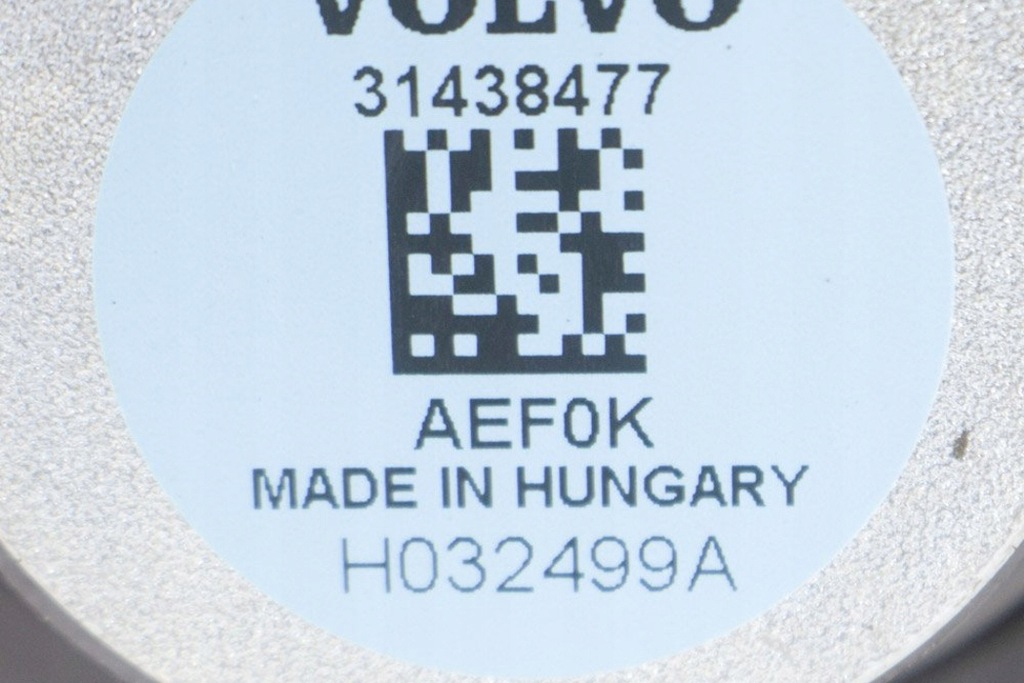 VOLVO
31438477
AEF0K
MADE IN HUNGARY
H032499A